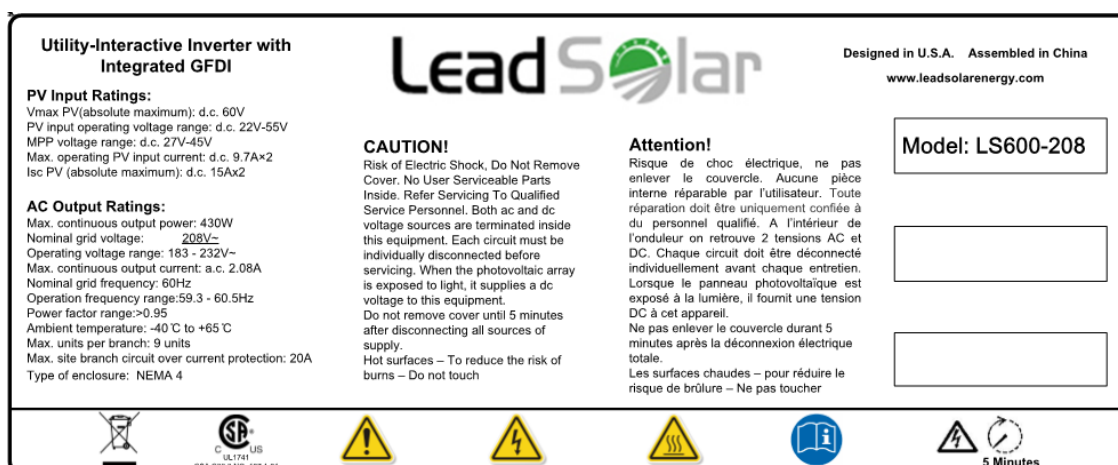 Utility-Interactive Inverter with
Integrated GFDI
PV Input Ratings:
Vmax PV(absolute maximum): d.c. 60V
PV input operating voltage range: d.c. 22V-55V
MPP voltage range: d.c. 27V-45V
Max. operating PV input current: d.c. 9.7A×2
Isc PV (absolute maximum): d.c. 15Ax2
AC Output Ratings:
Max. continuous output power: 430W
Nominal grid voltage: 208V~
Operating voltage range: 183 - 232V~
Max. continuous output current: a.c. 2.08A
Nominal grid frequency: 60Hz
Operation frequency range:59.3 - 60.5Hz
Power factor range:>0.95
Ambient temperature: -40℃ to +65℃
Max. units per branch: 9 units
Max. site branch circuit over current protection: 20A
Type of enclosure: NEMA 4
Lead Solar
CAUTION!
Risk of Electric Shock, Do Not Remove
Cover. No User Serviceable Parts
Inside. Refer Servicing To Qualified
Service Personnel. Both ac and dc
voltage sources are terminated inside
this equipment. Each circuit must be
individually disconnected before
servicing. When the photovoltaic array
is exposed to light, it supplies a dc
voltage to this equipment.
Do not remove cover until 5 minutes
after disconnecting all sources of
supply.
Hot surfaces – To reduce the risk of
burns – Do not touch
Attention!
Risque de choc électrique, ne pas
enlever le couvercle. Aucune pièce
interne réparable par l'utilisateur. Toute
réparation doit être uniquement confiée à
du personnel qualifié. A l'intérieur de
l'onduleur on retrouve 2 tensions AC et
DC. Chaque circuit doit être déconnecté
individuellement avant chaque entretien.
Lorsque le panneau photovoltaïque est
exposé à la lumière, il fournit une tension
DC à cet appareil.
Ne pas enlever le couvercle durant 5
minutes après la déconnexion électrique
totale.
Les surfaces chaudes – pour réduire le
risque de brûlure – Ne pas toucher
Designed in U.S.A. Assembled in China
www.leadsolarenergy.com
Model: LS600-208
C US
UL1741
5 Minutes